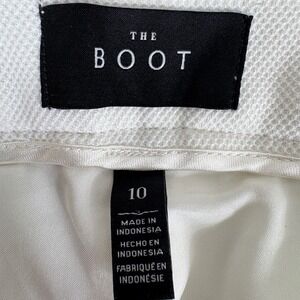 THE
BOOT
10
MADE IN
INDONESIA
HECHO EN
INDONESIA
FABRIQUÉ EN
INDONÉSIE